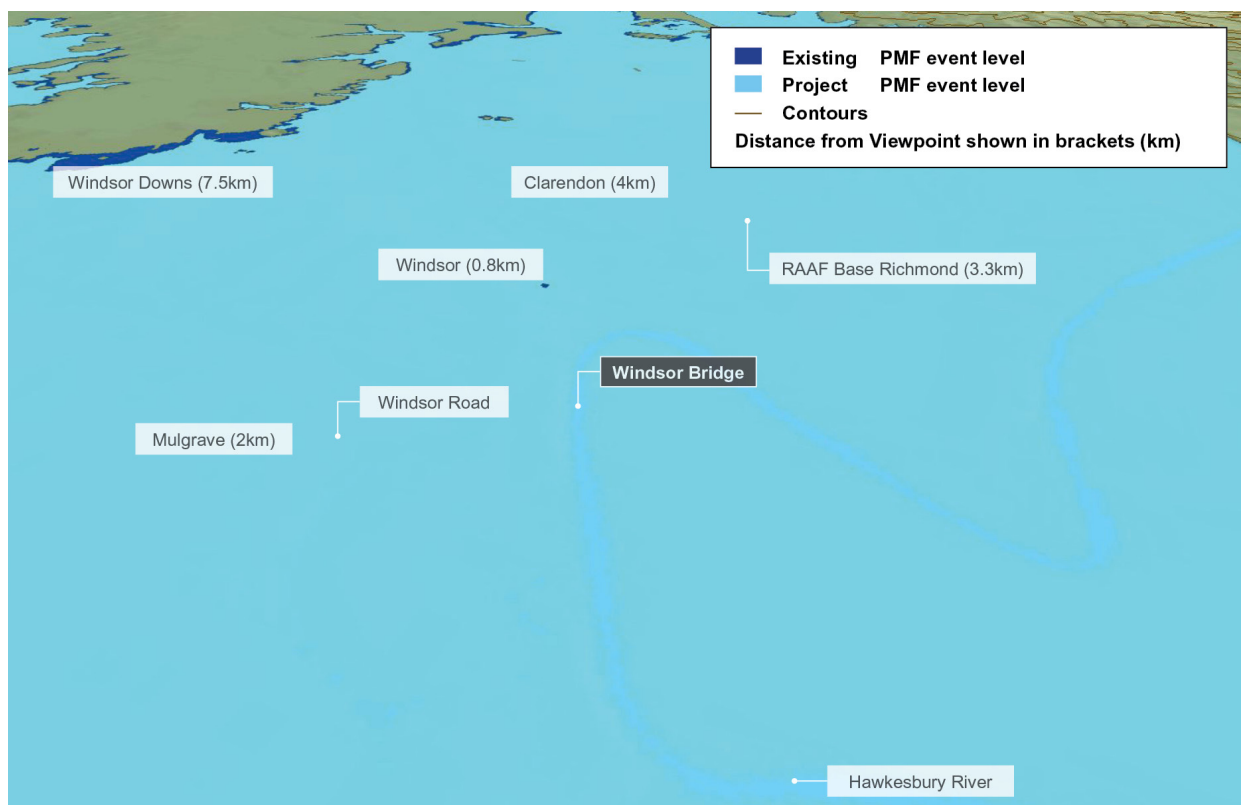 Existing PMF event level
Project PMF event level
Contours
Distance from Viewpoint shown in brackets (km)
Windsor Downs (7.5km)
Clarendon (4km)
Windsor (0.8km)
RAAF Base Richmond (3.3km)
Windsor Bridge
Windsor Road
Mulgrave (2km)
Hawkesbury River